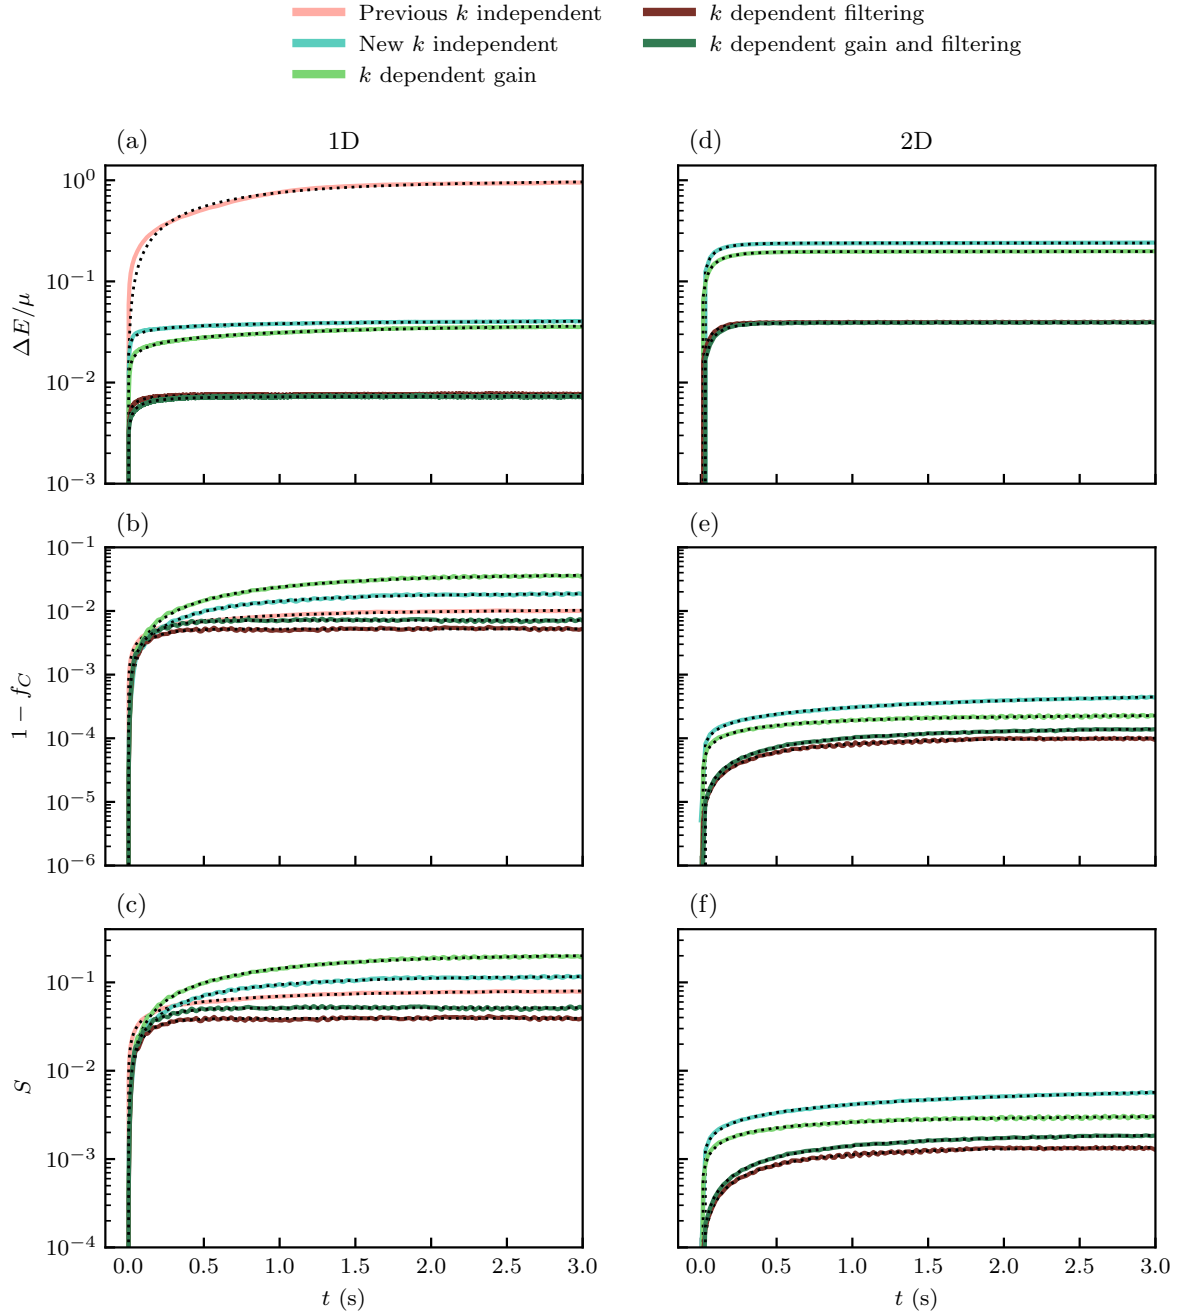 Previous k independent
New k independent
k dependent gain
k dependent filtering
k dependent gain and filtering
(a) 1D
(d) 2D
10⁰
10⁻¹
10⁻²
10⁻³
ΔE/μ
(b)
(e)
10⁻¹
10⁻²
10⁻³
10⁻⁴
10⁻⁵
10⁻⁶
1 − f_C
(c)
(f)
10⁻¹
10⁻²
10⁻³
10⁻⁴
S
0.0 0.5 1.0 1.5 2.0 2.5 3.0
t (s)
0.0 0.5 1.0 1.5 2.0 2.5 3.0
t (s)